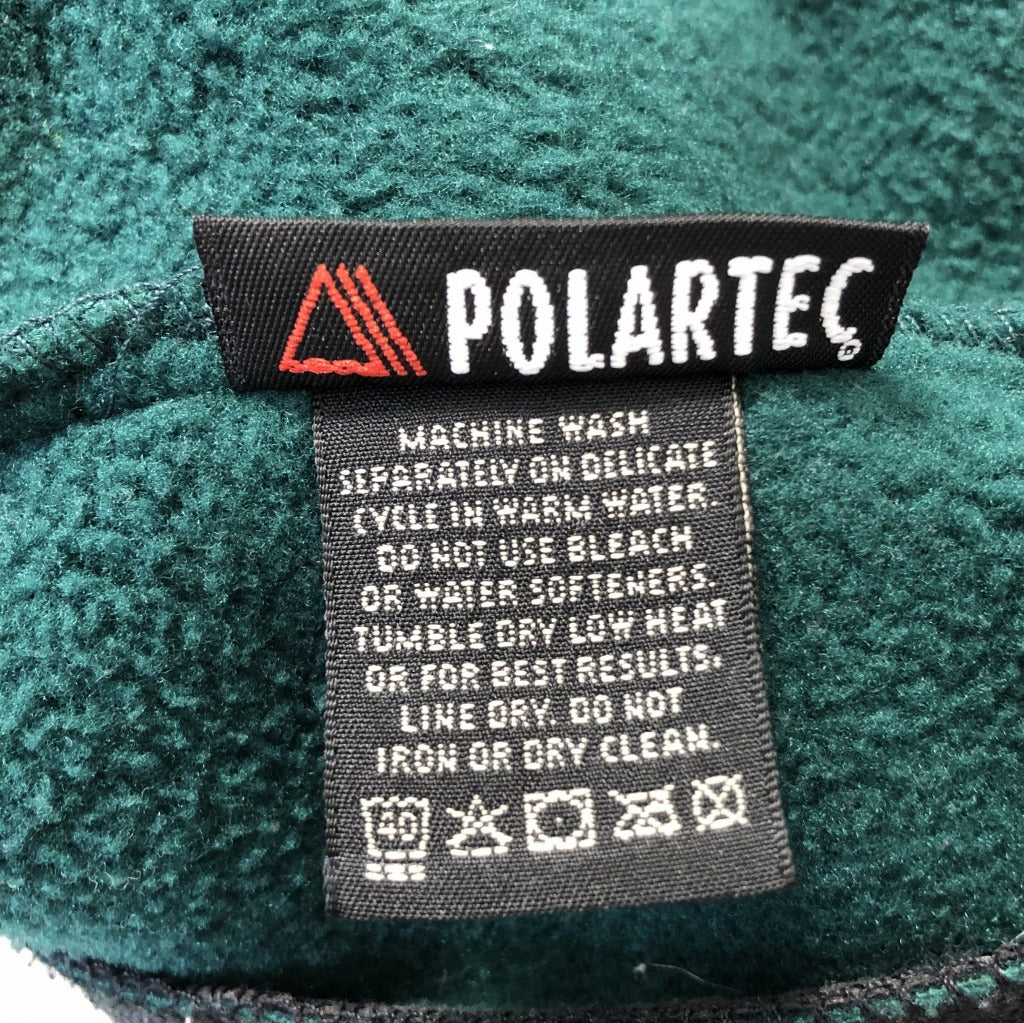 POLARTEC®
MACHINE WASH
SEPARATELY ON DELICATE
CYCLE IN WARM WATER.
DO NOT USE BLEACH
OR WATER SOFTENERS.
TUMBLE DRY LOW HEAT
OR FOR BEST RESULTS.
LINE DRY. DO NOT
IRON OR DRY CLEAN.
40